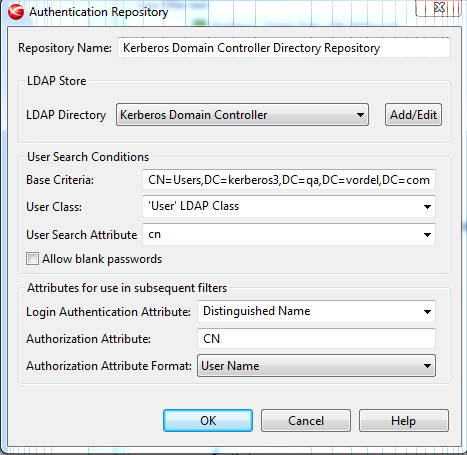 Authentication Repository
Repository Name: Kerberos Domain Controller Directory Repository
LDAP Store
LDAP Directory Kerberos Domain Controller Add/Edit
User Search Conditions
Base Criteria: CN=Users,DC=kerberos3,DC=qa,DC=vordel,DC=com
User Class: 'User' LDAP Class
User Search Attribute cn
Allow blank passwords
Attributes for use in subsequent filters
Login Authentication Attribute: Distinguished Name
Authorization Attribute: CN
Authorization Attribute Format: User Name
OK Cancel Help